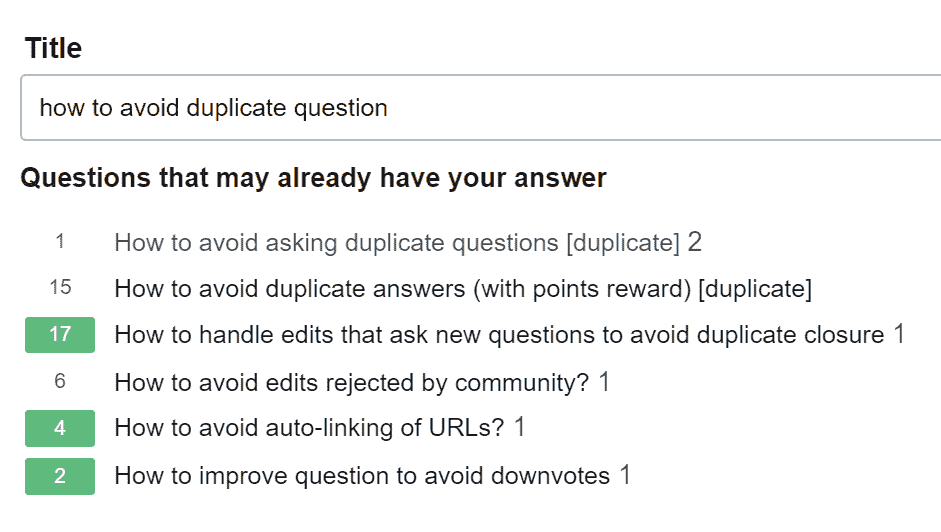 Title
how to avoid duplicate question
Questions that may already have your answer
1 How to avoid asking duplicate questions [duplicate] 2
15 How to avoid duplicate answers (with points reward) [duplicate]
17 How to handle edits that ask new questions to avoid duplicate closure 1
6 How to avoid edits rejected by community? 1
4 How to avoid auto-linking of URLs? 1
2 How to improve question to avoid downvotes 1